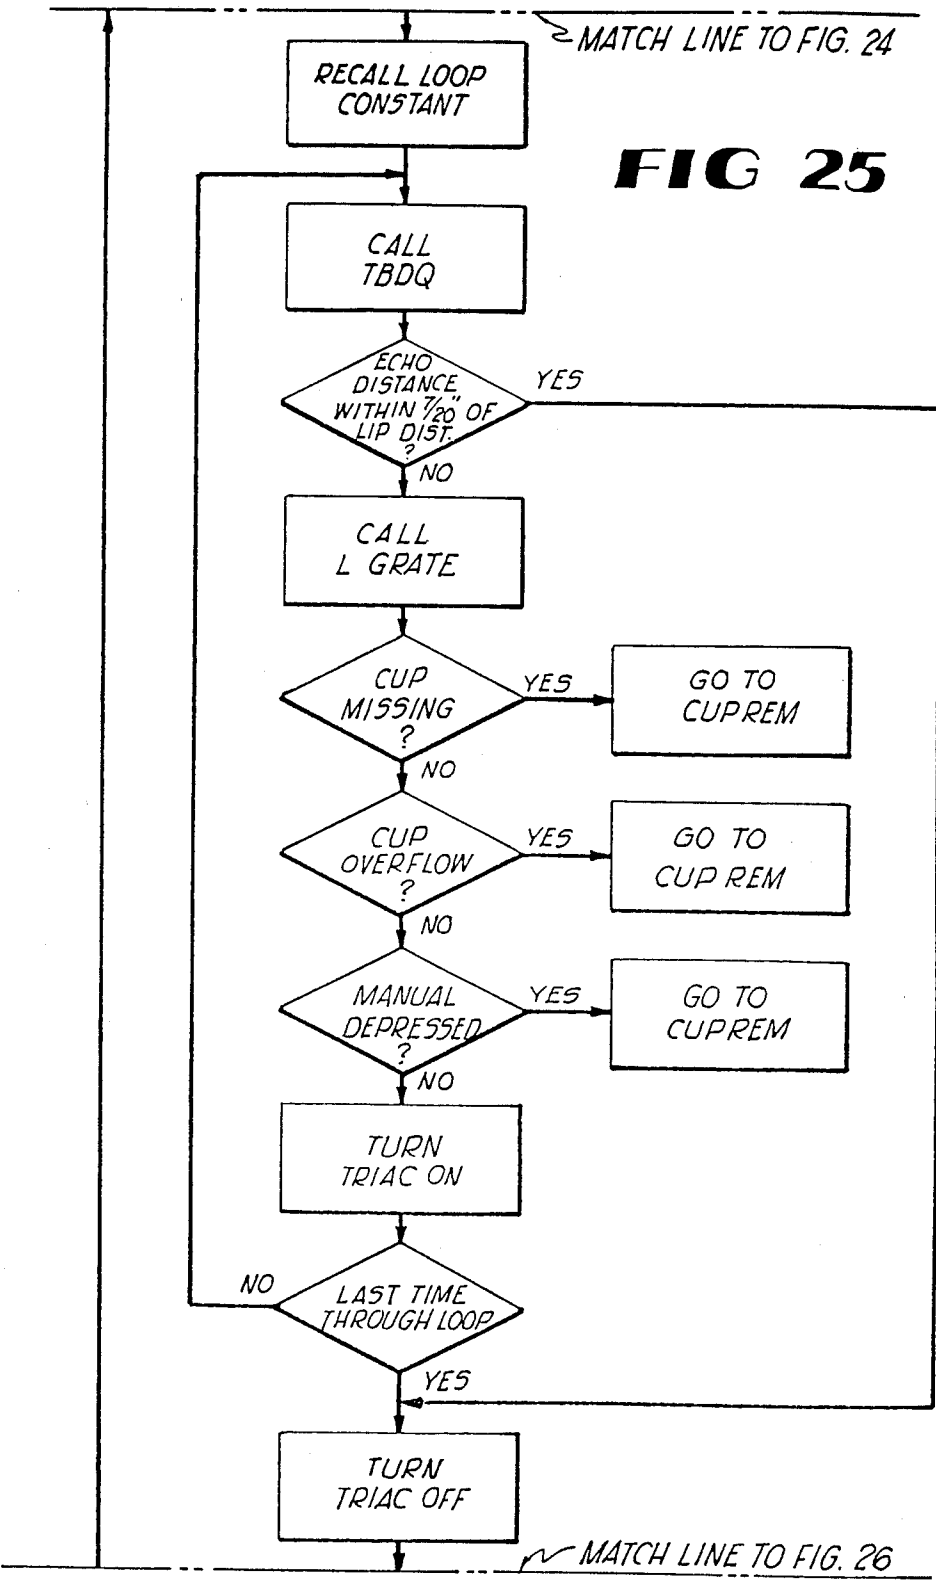 MATCH LINE TO FIG. 24
RECALL LOOP
CONSTANT
FIG 25
CALL
TBDQ
ECHO
DISTANCE
WITHIN 7/20" OF
LIP DIST.
?
YES
NO
CALL
L GRATE
CUP
MISSING
?
YES
GO TO
CUPREM
NO
CUP
OVERFLOW
?
YES
GO TO
CUP REM
NO
MANUAL
DEPRESSED
?
YES
GO TO
CUPREM
NO
TURN
TRIAC ON
NO
LAST TIME
THROUGH LOOP
YES
TURN
TRIAC OFF
MATCH LINE TO FIG. 26